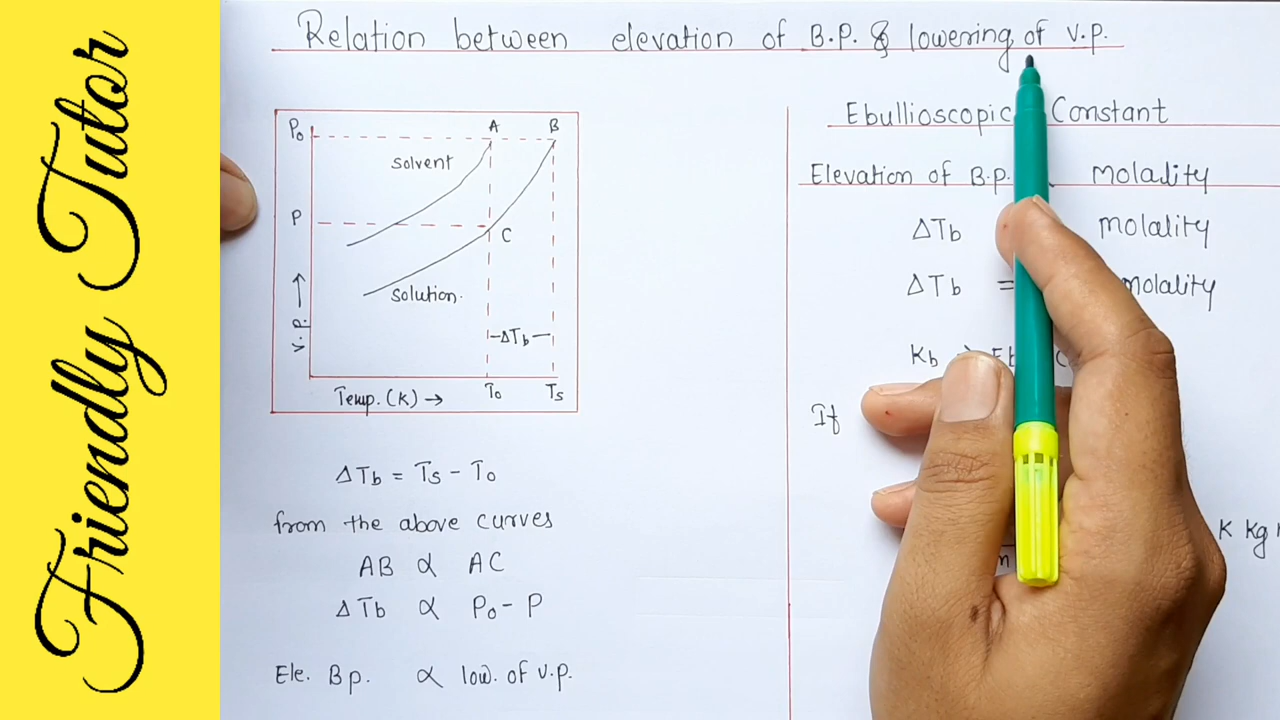 Friendly Tutor
Relation between elevation of B.P. & lowering of v.p.
P₀
A
B
solvent
P
C
solution.
v.p.
ΔTb
Temp. (K) →
T₀
Ts
ΔTb = Ts - T₀
from the above curves
AB ∝ AC
ΔTb ∝ P₀ - P
Ele. Bp. ∝ low. of v.p.
Ebullioscopic Constant
Elevation of B.P. molality
ΔTb molality
ΔTb = molality
Kb →
If
K kg